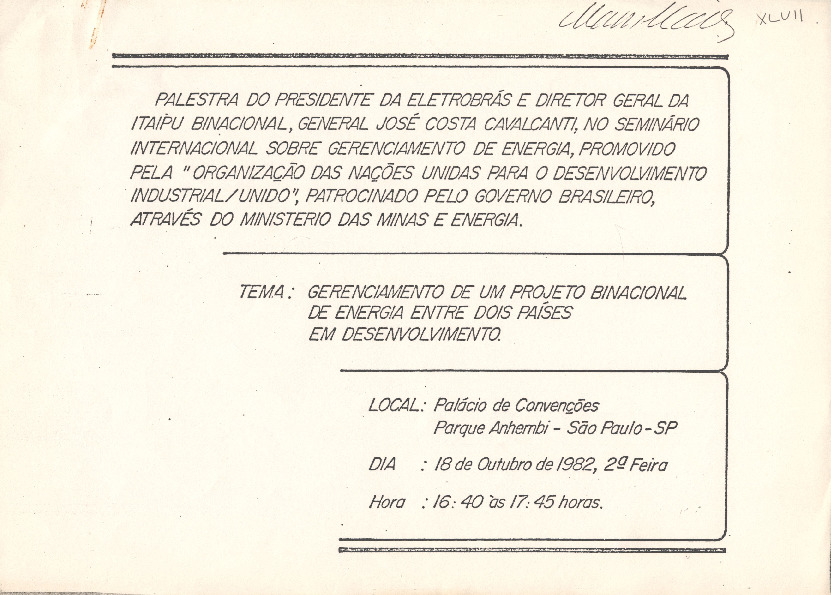 XLVII
PALESTRA DO PRESIDENTE DA ELETROBRÁS E DIRETOR GERAL DA
ITAIPU BINACIONAL, GENERAL JOSÉ COSTA CAVALCANTI, NO SEMINÁRIO
INTERNACIONAL SOBRE GERENCIAMENTO DE ENERGIA, PROMOVIDO
PELA "ORGANIZAÇÃO DAS NAÇÕES UNIDAS PARA O DESENVOLVIMENTO
INDUSTRIAL/UNIDO", PATROCINADO PELO GOVERNO BRASILEIRO,
ATRAVÉS DO MINISTERIO DAS MINAS E ENERGIA.
TEMA: GERENCIAMENTO DE UM PROJETO BINACIONAL
DE ENERGIA ENTRE DOIS PAÍSES
EM DESENVOLVIMENTO.
LOCAL: Palácio de Convenções
Parque Anhembi - São Paulo - SP
DIA : 18 de Outubro de 1982, 2ª Feira
Hora : 16:40 às 17:45 horas.